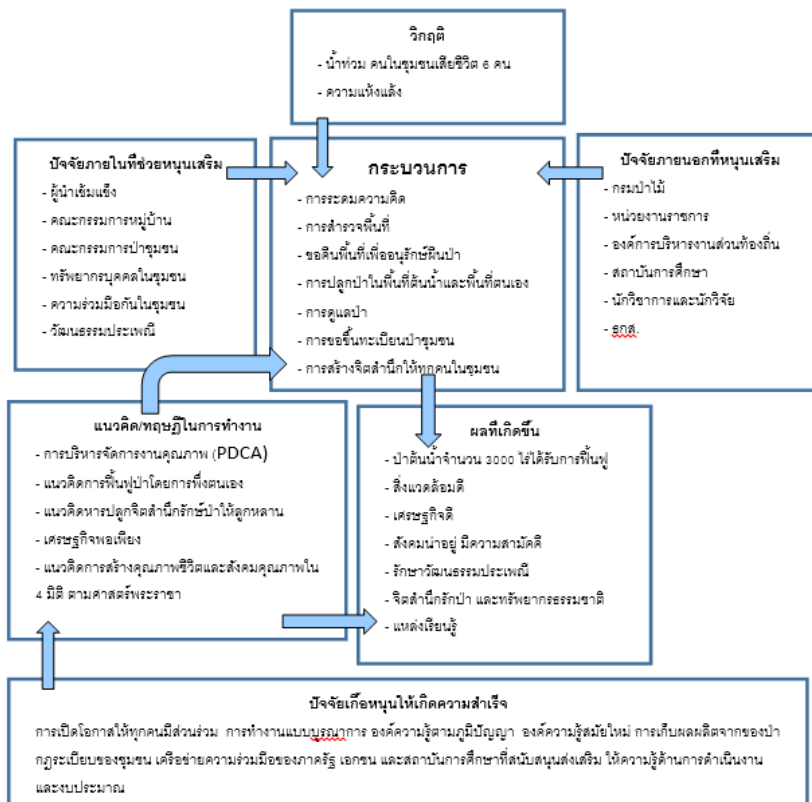 วิกฤติ
- น้ำท่วม คนในชุมชนเสียชีวิต 6 คน
- ความแห้งแล้ง
ปัจจัยภายในที่ช่วยหนุนเสริม
- ผู้นำเข้มแข็ง
- คณะกรรมการหมู่บ้าน
- คณะกรรมการป่าชุมชน
- ทรัพยากรบุคคลในชุมชน
- ความร่วมมือกันในชุมชน
- วัฒนธรรมประเพณี
กระบวนการ
- การระดมความคิด
- การสำรวจพื้นที่
- ขอคืนพื้นที่เพื่ออนุรักษ์ผืนป่า
- การปลูกป่าในพื้นที่ต้นน้ำและพื้นที่ตนเอง
- การดูแลป่า
- การขอขึ้นทะเบียนป่าชุมชน
- การสร้างจิตสำนึกให้ทุกคนในชุมชน
ปัจจัยภายนอกที่หนุนเสริม
- กรมป่าไม้
- หน่วยงานราชการ
- องค์การบริหารงานส่วนท้องถิ่น
- สถาบันการศึกษา
- นักวิชาการและนักวิจัย
- ธกส.
แนวคิด/ทฤษฎีในการทำงาน
- การบริหารจัดการงานคุณภาพ (PDCA)
- แนวคิดการฟื้นฟูป่าโดยการพึ่งตนเอง
- แนวคิดหารปลูกจิตสำนึกรักษ์ป่าให้ลูกหลาน
- เศรษฐกิจพอเพียง
- แนวคิดการสร้างคุณภาพชีวิตและสังคมคุณภาพใน
4 มิติ ตามศาสตร์พระราชา
ผลที่เกิดขึ้น
- ป่าต้นน้ำจำนวน 3000 ไร่ได้รับการฟื้นฟู
- สิ่งแวดล้อมดี
- เศรษฐกิจดี
- สังคมน่าอยู่ มีความสามัคคี
- รักษาวัฒนธรรมประเพณี
- จิตสำนึกรักป่า และทรัพยากรธรรมชาติ
- แหล่งเรียนรู้
ปัจจัยเกื้อหนุนให้เกิดความสำเร็จ
การเปิดโอกาสให้ทุกคนมีส่วนร่วม การทำงานแบบบูรณาการ องค์ความรู้ตามภูมิปัญญา องค์ความรู้สมัยใหม่ การเก็บผลผลิตจากของป่า
กฎระเบียบของชุมชน เครือข่ายความร่วมมือของภาครัฐ เอกชน และสถาบันการศึกษาที่สนับสนุนส่งเสริม ให้ความรู้ด้านการดำเนินงาน
และงบประมาณ